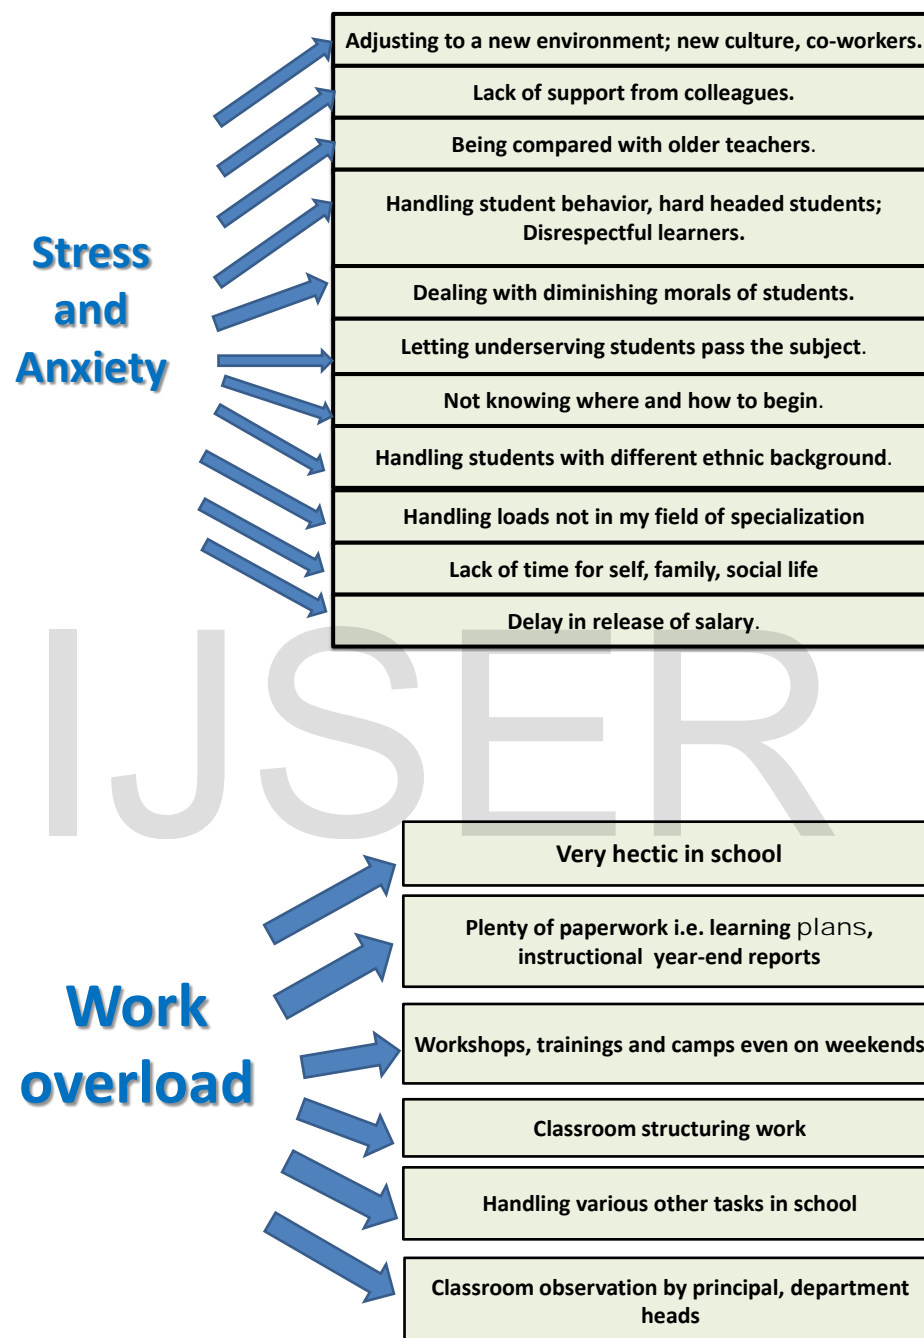 Adjusting to a new environment; new culture, co-workers.
Lack of support from colleagues.
Being compared with older teachers.
Handling student behavior, hard headed students;
Disrespectful learners.
Stress
and
Anxiety
Dealing with diminishing morals of students.
Letting underserving students pass the subject.
Not knowing where and how to begin.
Handling students with different ethnic background.
Handling loads not in my field of specialization
Lack of time for self, family, social life
Delay in release of salary.
IJSER
Very hectic in school
Plenty of paperwork i.e. learning plans,
instructional year-end reports
Work
overload
Workshops, trainings and camps even on weekends
Classroom structuring work
Handling various other tasks in school
Classroom observation by principal, department
heads